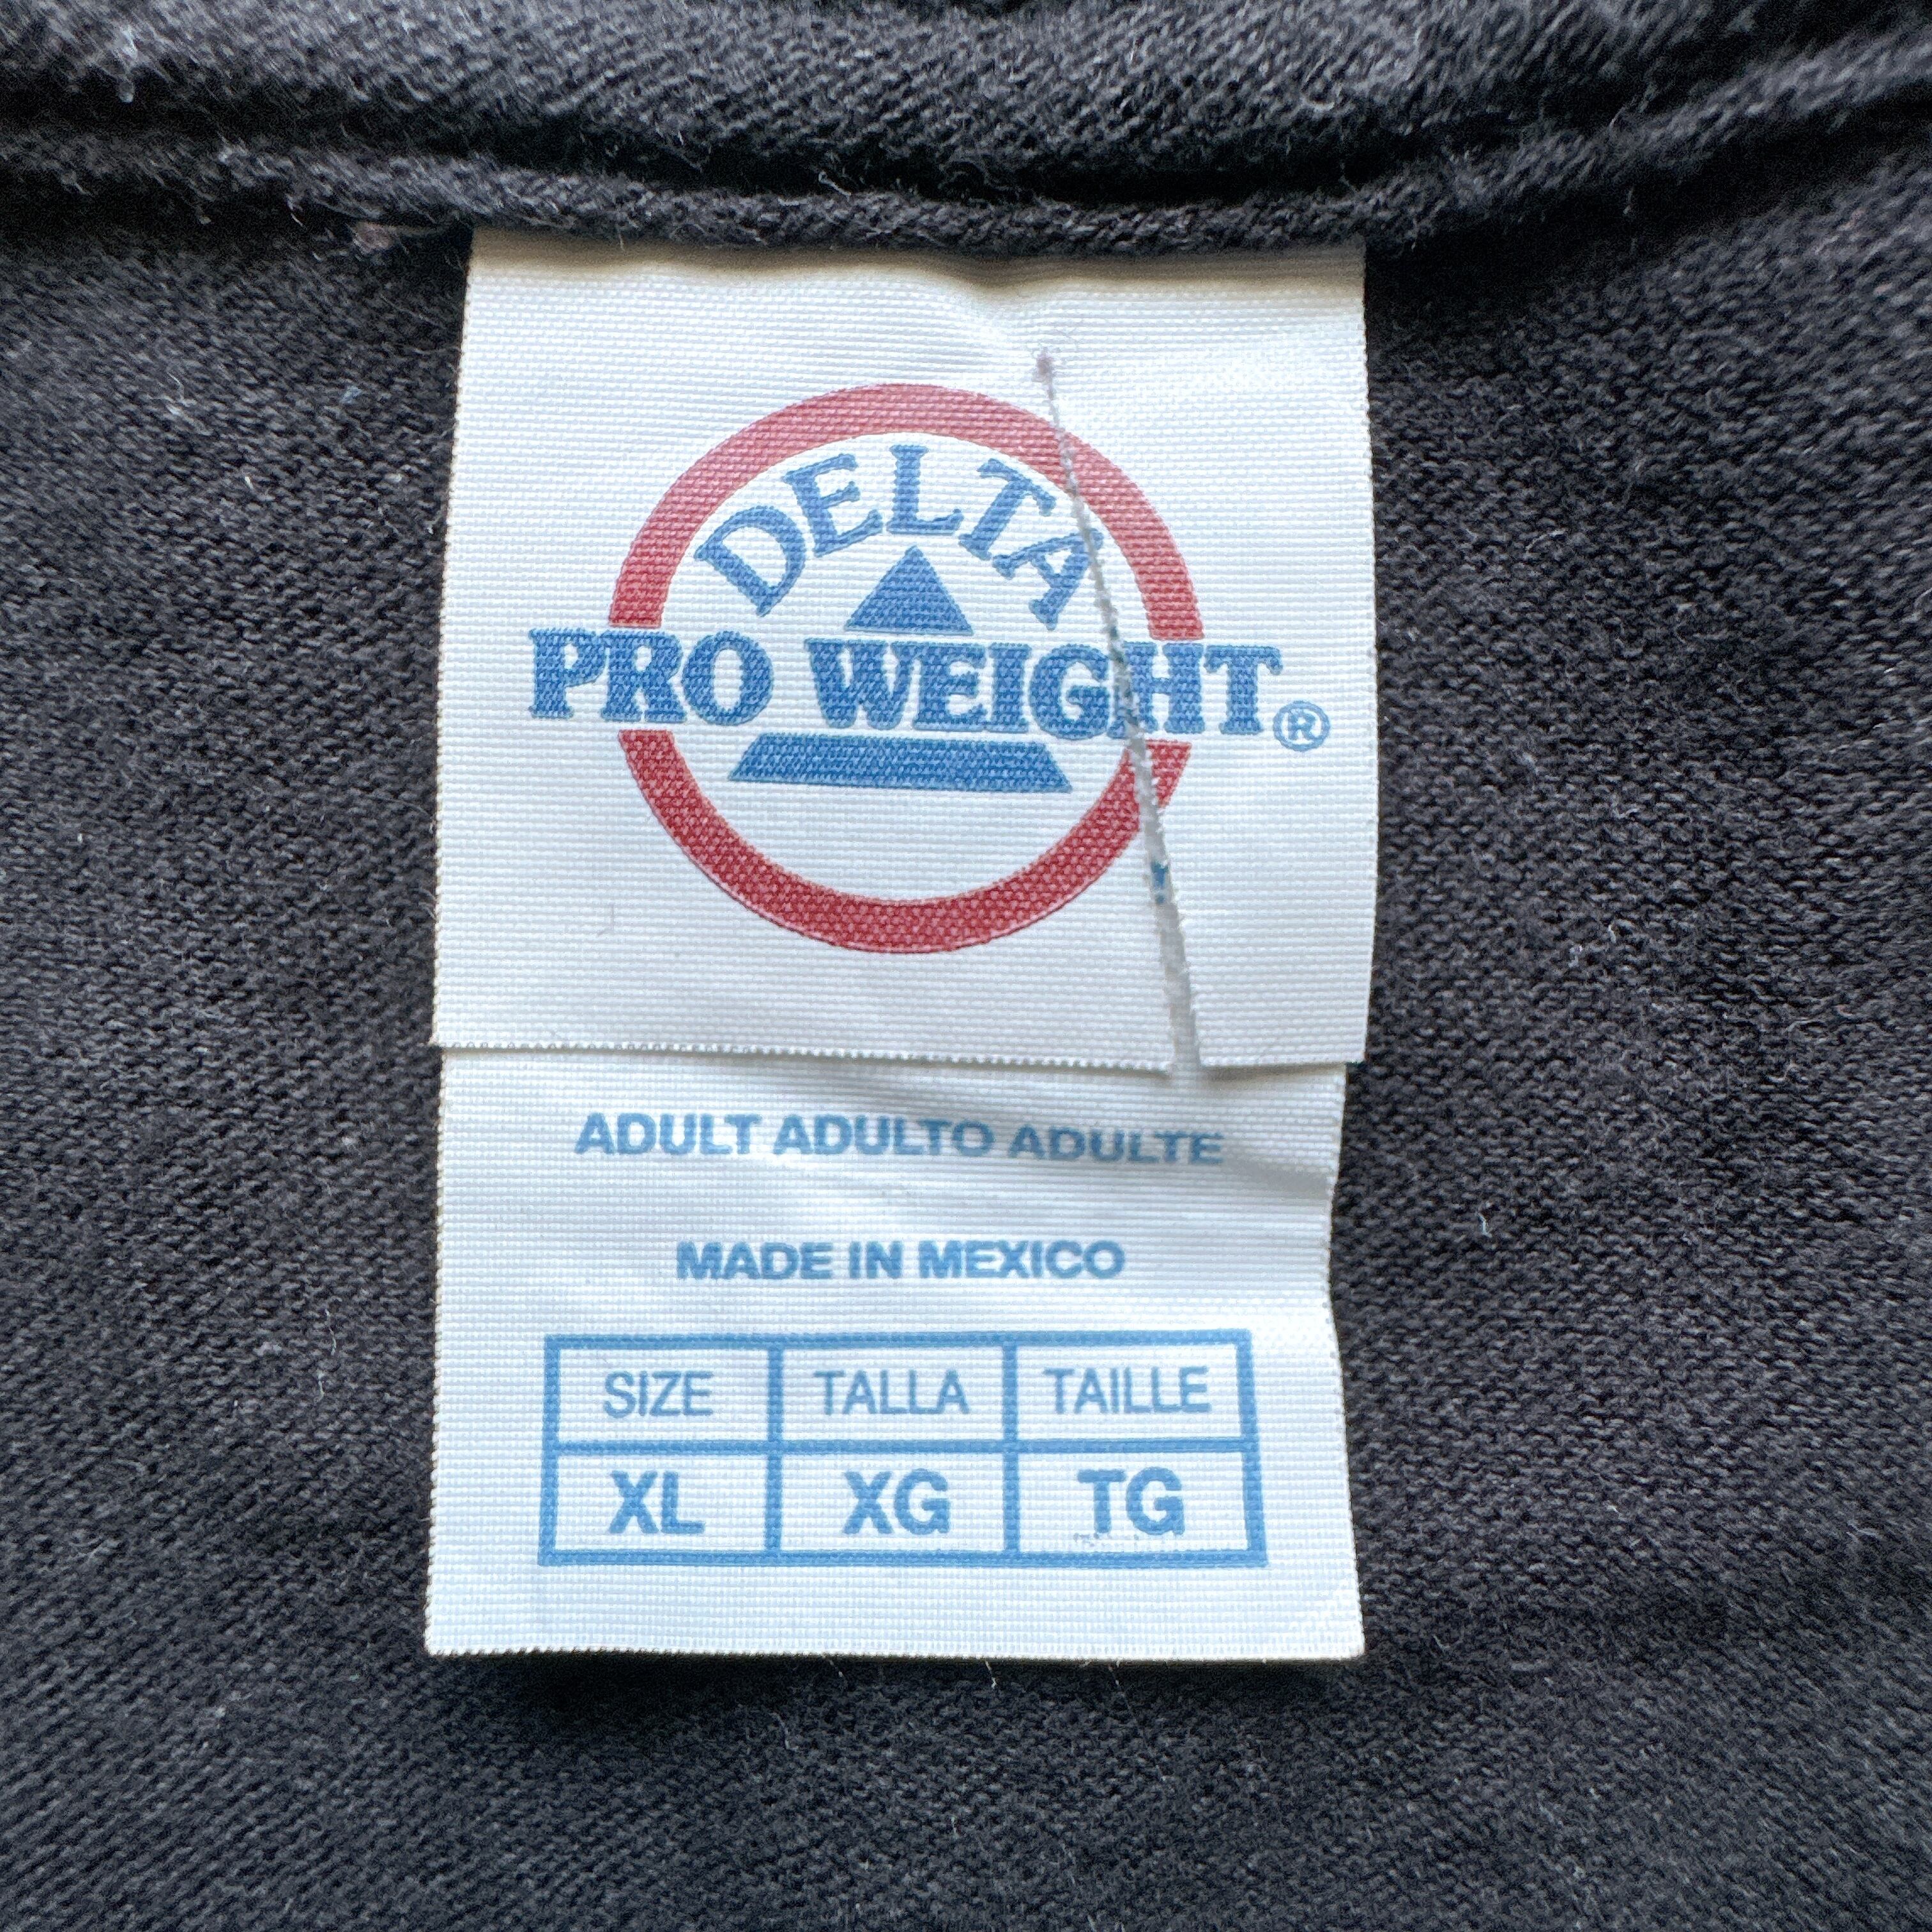 DELTA
PRO WEIGHT®
ADULT ADULTO ADULTE
MADE IN MEXICO
SIZE TALLA TAILLE
XL XG TG